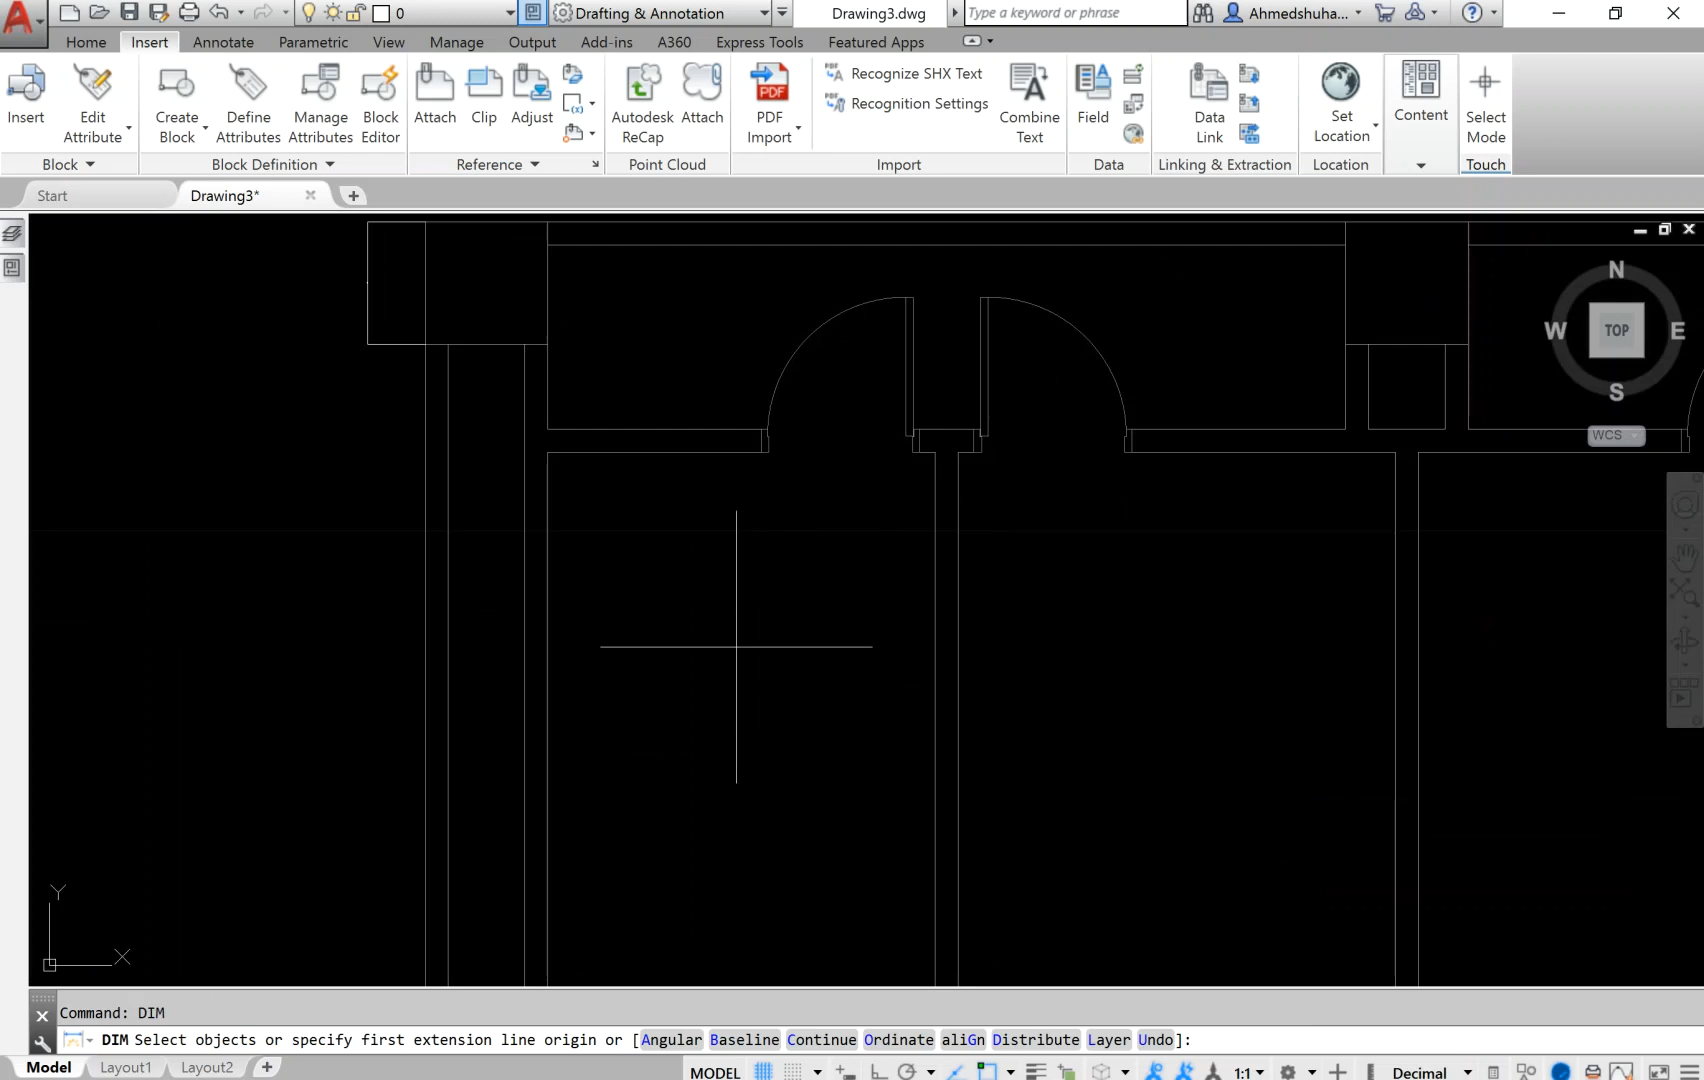 A 0 Drafting & Annotation Drawing3.dwg Type a keyword or phrase Ahmedshuha... ?
Home Insert Annotate Parametric View Manage Output Add-ins A360 Express Tools Featured Apps
Insert Edit Attribute Create Block Define Attributes Manage Attributes Block Editor Attach Clip Adjust Autodesk ReCap Attach PDF PDF Import Recognize SHX Text Recognition Settings Combine Text Field Data Link Set Location Content Select Mode
Block Block Definition Reference Point Cloud Import Data Linking & Extraction Location Touch
Start Drawing3* +
N
W TOP E
S
WCS
Y
X
Command: DIM
DIM Select objects or specify first extension line origin or [Angular Baseline Continue Ordinate aliGn Distribute Layer Undo]:
Model Layout1 Layout2 + MODEL 1:1 Decimal